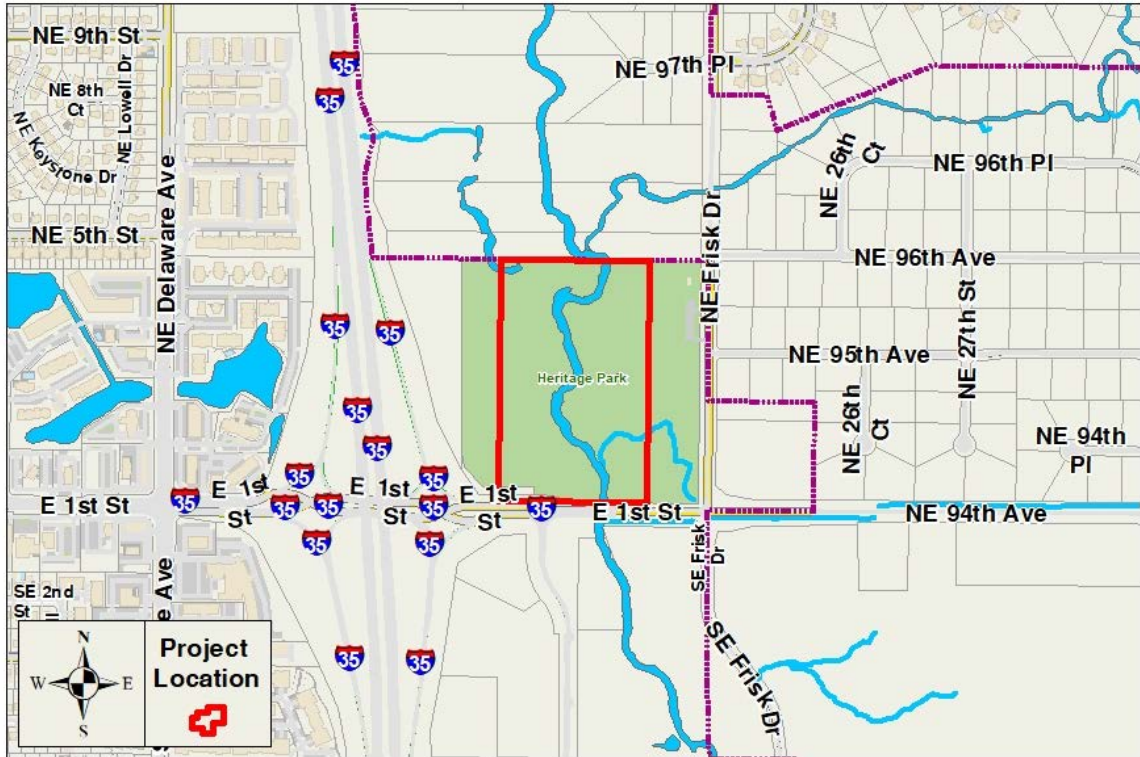 NE 9th St
NE 8th
Ct
NE Lowell Dr
NE Keystone Dr
NE 5th St
NE Delaware Ave
35
35
NE 97th Pl
NE 26th
Ct
NE 96th Pl
NE Frisk Dr
NE 96th Ave
35
35
NE 95th Ave
NE 27th St
Heritage Park
35
35
NE 26th
Ct
NE 94th
Pl
35
35
35
E 1st St
E 1st
St
35
35
E 1st
St
35
E 1st
St
35
E 1st St
NE 94th Ave
35
35
SE Frisk
Dr
SE Frisk Dr
SE 2nd
St
35
35
N
W
E
S
Project
Location